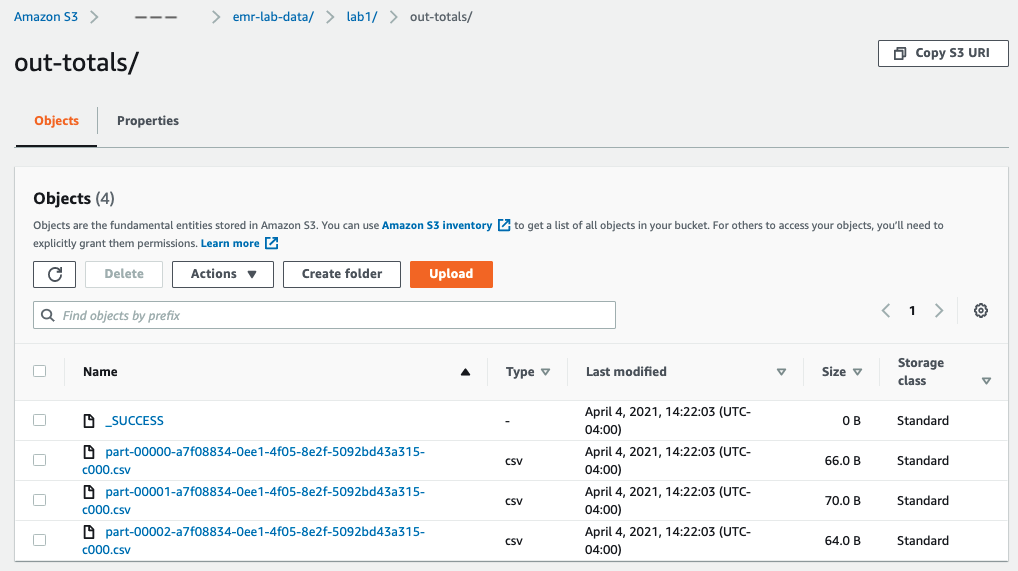 Amazon S3 emr-lab-data/ lab1/ out-totals/
out-totals/
Copy S3 URI
Objects Properties
Objects (4)
Objects are the fundamental entities stored in Amazon S3. You can use Amazon S3 inventory to get a list of all objects in your bucket. For others to access your objects, you'll need to
explicitly grant them permissions. Learn more
Delete Actions Create folder Upload
Find objects by prefix
1
Name Type Last modified Size Storage
class
_SUCCESS - April 4, 2021, 14:22:03 (UTC-
04:00) 0 B Standard
part-00000-a7f08834-0ee1-4f05-8e2f-5092bd43a315-
c000.csv csv April 4, 2021, 14:22:03 (UTC-
04:00) 66.0 B Standard
part-00001-a7f08834-0ee1-4f05-8e2f-5092bd43a315-
c000.csv csv April 4, 2021, 14:22:03 (UTC-
04:00) 70.0 B Standard
part-00002-a7f08834-0ee1-4f05-8e2f-5092bd43a315-
c000.csv csv April 4, 2021, 14:22:03 (UTC-
04:00) 64.0 B Standard